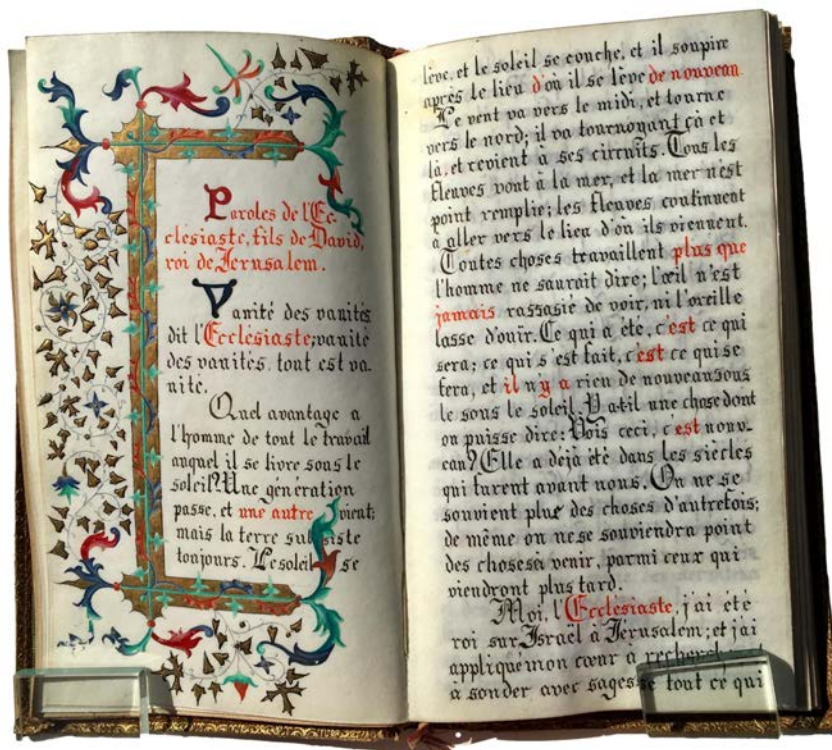 Paroles de l'Ec-
clesiaste, fils de David,
roi de Jerusalem.
Vanité des vanités
dit l'Ecclésiaste; vanité
des vanités. tout est va-
nité.
Quel avantage a
l'homme de tout le travail
auquel il se livre sous le
soleil? Une génération
passe, et une autre vient;
mais la terre subsiste
toujours. Le soleil se
lève, et le soleil se couche, et il soupire
après le lieu d'où il se lève de nouveau.
Le vent va vers le midi, et tourne
vers le nord; il va tournoyant çà et
là, et revient à ses circuits. Tous les
fleuves vont à la mer, et la mer n'est
point remplie; les fleuves continuent
à aller vers le lieu d'où ils viennent.
Toutes choses travaillent plus que
l'homme ne saurait dire; l'œil n'est
jamais rassasié de voir, ni l'oreille
lasse d'ouïr. Ce qui a été, c'est ce qui
sera; ce qui s'est fait, c'est ce qui se
fera, et il n'y a rien de nouveau sous
le sous le soleil. Y a-t-il une chose dont
on puisse dire: Vois ceci, c'est nouv-
eau? Elle a déjà été dans les siècles
qui furent avant nous. On ne se
souvient plus des choses d'autrefois;
de même on ne se souviendra point
des choses à venir, parmi ceux qui
viendront plus tard.
Moi, l'Ecclésiaste, j'ai été
roi sur Israël à Jérusalem; et j'ai
appliqué mon cœur à recherch
à sonder avec sagesse tout ce qui